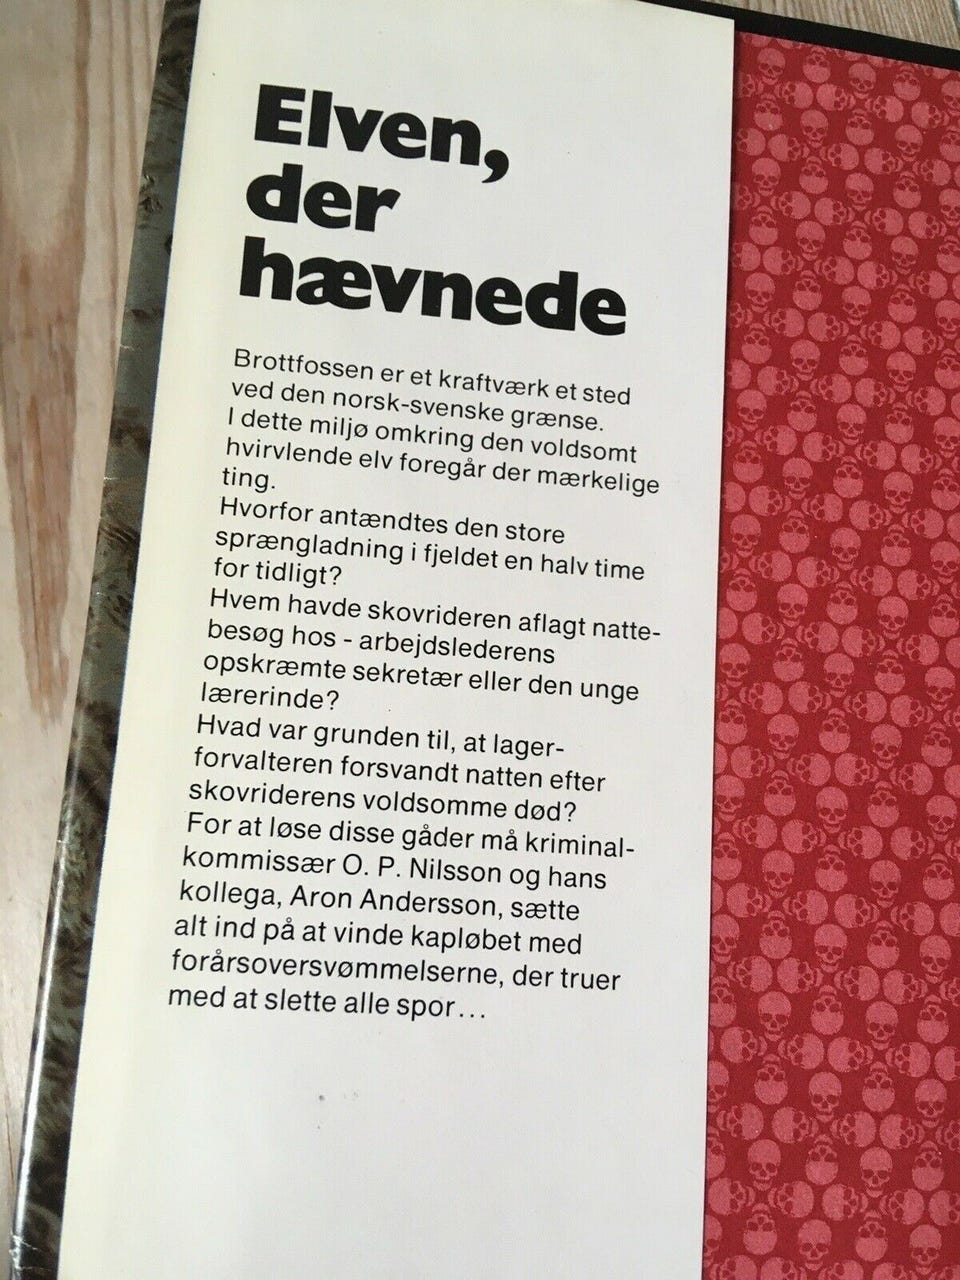 Elven,
der
hævnede
Brottfossen er et kraftværk et sted
ved den norsk-svenske grænse.
I dette miljø omkring den voldsomt
hvirvlende elv foregår der mærkelige
ting.
Hvorfor antændtes den store
sprængladning i fjeldet en halv time
for tidligt?
Hvem havde skovrideren aflagt natte-
besøg hos - arbejdslederens
opskræmte sekretær eller den unge
lærerinde?
Hvad var grunden til, at lager-
forvalteren forsvandt natten efter
skovriderens voldsomme død?
For at løse disse gåder må kriminal-
kommissær O. P. Nilsson og hans
kollega, Aron Andersson, sætte
alt ind på at vinde kapløbet med
forårsoversvømmelserne, der truer
med at slette alle spor...